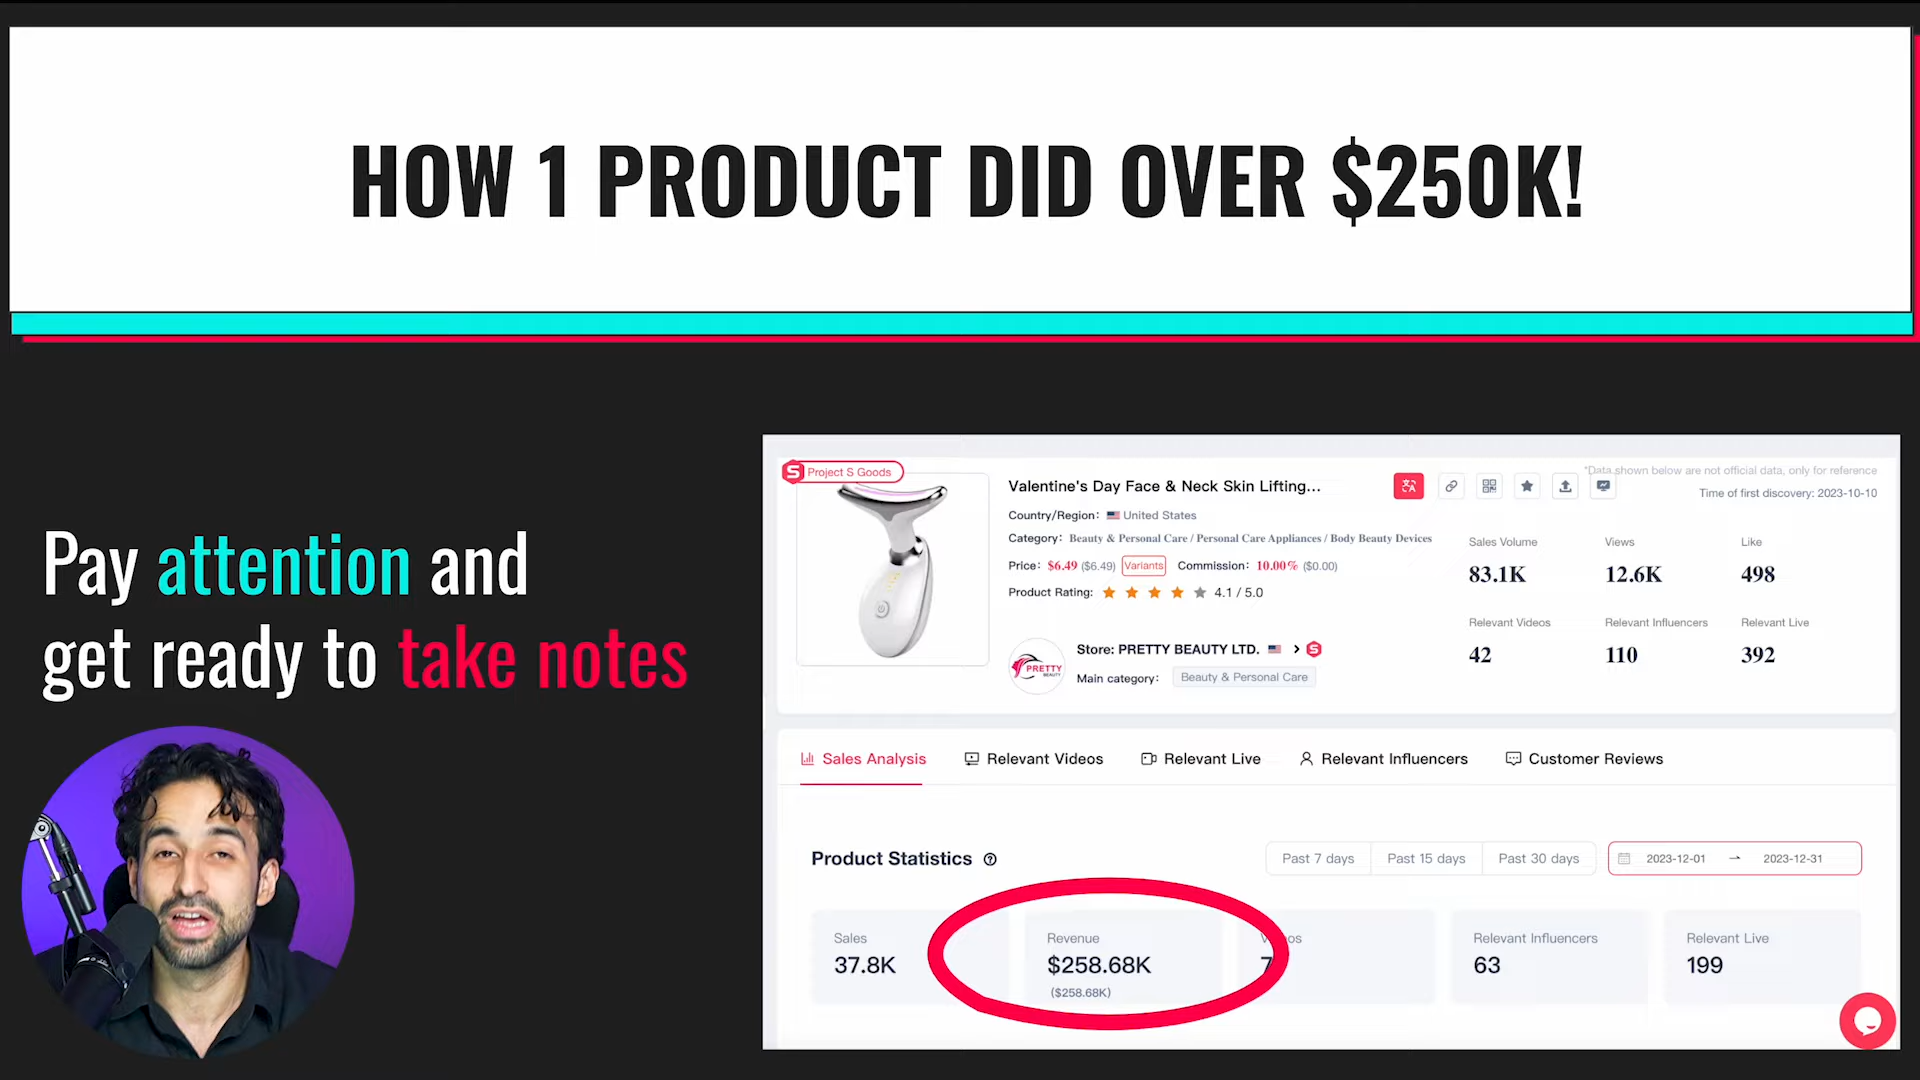 HOW 1 PRODUCT DID OVER $250K!
Pay attention and
get ready to take notes
Project S Goods
Valentine's Day Face & Neck Skin Lifting...
Country/Region: United States
Category: Beauty & Personal Care / Personal Care Appliances / Body Beauty Devices
Price: $6.49 ($6.49) Variants Commission: 10.00% ($0.00)
Product Rating: 4.1 / 5.0
PRETTY
BEAUTY
Store: PRETTY BEAUTY LTD. >
Main category: Beauty & Personal Care
*Data shown below are not official data, only for reference
Time of first discovery: 2023-10-10
Sales Volume Views Like
83.1K 12.6K 498
Relevant Videos Relevant Influencers Relevant Live
42 110 392
Sales Analysis Relevant Videos Relevant Live Relevant Influencers Customer Reviews
Product Statistics
Past 7 days Past 15 days Past 30 days 2023-12-01 → 2023-12-31
Sales Revenue Relevant Influencers Relevant Live
37.8K $258.68K 63 199
($258.68K)